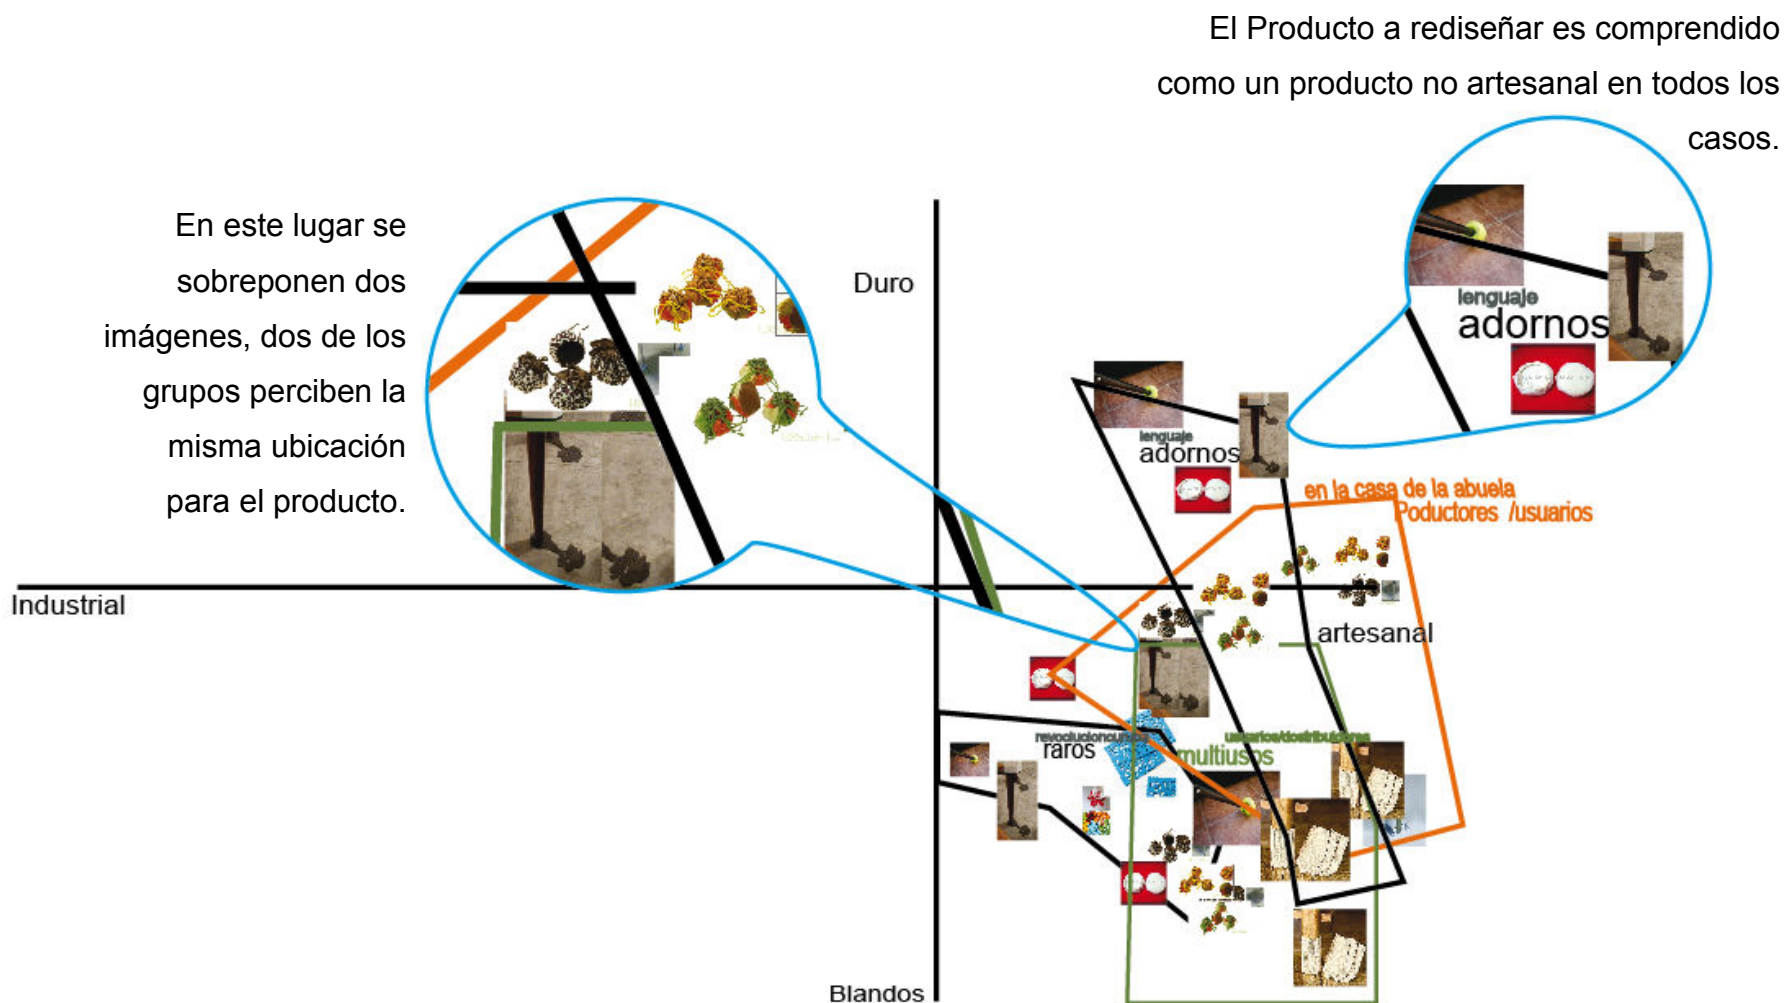 El Producto a rediseñar es comprendido
como un producto no artesanal en todos los
casos.
En este lugar se
sobreponen dos
imágenes, dos de los
grupos perciben la
misma ubicación
para el producto.
Duro
lenguaje
adornos
lenguaje
adornos
en la casa de la abuela
Poductores /usuarios
Industrial
artesanal
raros
multiusos
Blandos